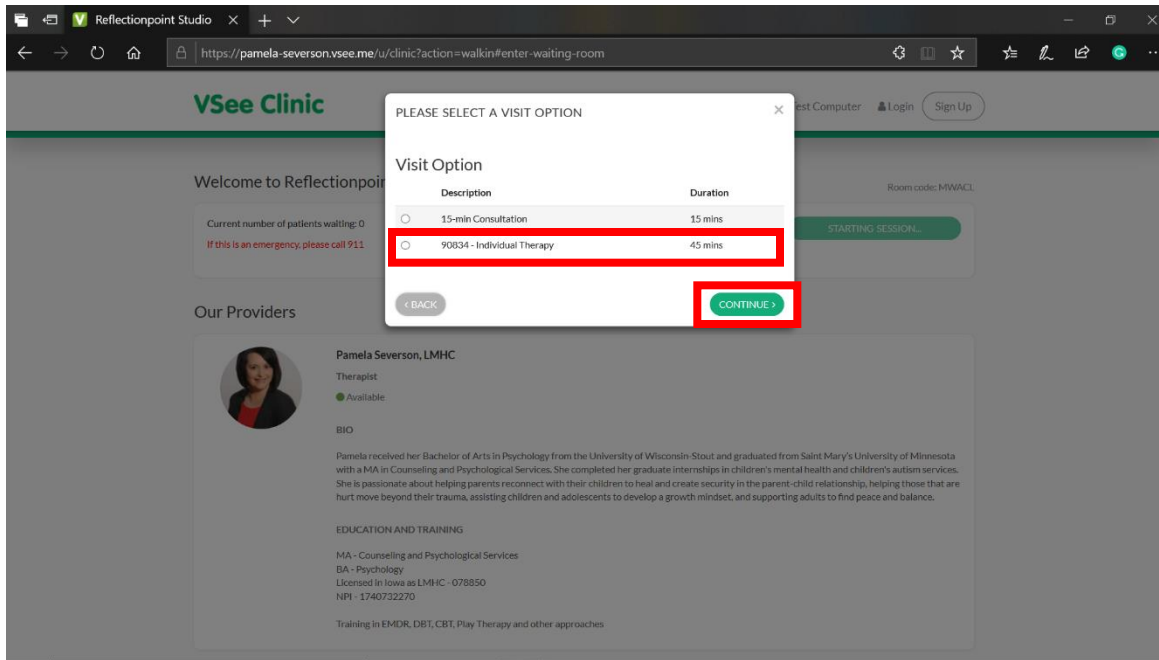 Reflectionpoint Studio
https://pamela-severson.vsee.me/u/clinic?action=walkin#enter-waiting-room
VSee Clinic
est Computer Login Sign Up
PLEASE SELECT A VISIT OPTION
Visit Option
Description Duration
15-min Consultation 15 mins
90834 - Individual Therapy 45 mins
‹ BACK CONTINUE ›
Welcome to Reflectionpoin
Room code: MWACL
Current number of patients waiting: 0
If this is an emergency, please call 911
STARTING SESSION...
Our Providers
Pamela Severson, LMHC
Therapist
Available
BIO
Pamela received her Bachelor of Arts in Psychology from the University of Wisconsin-Stout and graduated from Saint Mary's University of Minnesota
with a MA in Counseling and Psychological Services. She completed her graduate internships in children's mental health and children's autism services.
She is passionate about helping parents reconnect with their children to heal and create security in the parent-child relationship, helping those that are
hurt move beyond their trauma, assisting children and adolescents to develop a growth mindset, and supporting adults to find peace and balance.
EDUCATION AND TRAINING
MA - Counseling and Psychological Services
BA - Psychology
Licensed in Iowa as LMHC - 078850
NPI - 1740732270
Training in EMDR, DBT, CBT, Play Therapy and other approaches